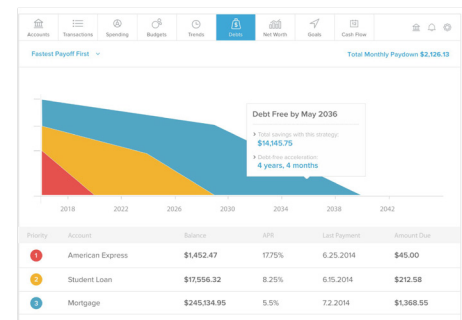 Accounts Transactions Spending Budgets Trends Debts Net Worth Goals Cash Flow
Fastest Payoff First
Total Monthly Paydown $2,126.13
Debt Free by May 2036
> Total savings with this strategy:
$14,145.75
> Debt-free acceleration:
4 years, 4 months
2018 2022 2026 2030 2034 2038 2042
Priority Account Balance APR Last Payment Amount Due
1 American Express $1,452.47 17.75% 6.25.2014 $45.00
2 Student Loan $17,556.32 8.25% 6.15.2014 $212.58
3 Mortgage $245,134.95 5.5% 7.2.2014 $1,368.55